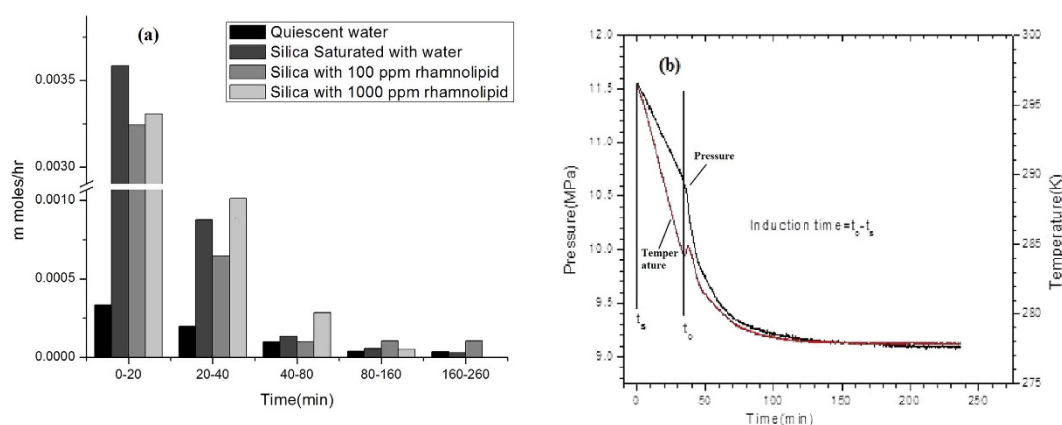 (a)
Quiescent water
Silica Saturated with water
Silica with 100 ppm rhamnolipid
Silica with 1000 ppm rhamnolipid
0.0035
0.0030
0.0010
0.0005
0.0000
m moles/hr
0-20 20-40 40-80 80-160 160-260
Time(min)
(b)
12.0
11.5
11.0
10.5
10.0
9.5
9.0
Pressure(MPa)
300
295
290
285
280
275
Temperature(K)
Pressure
Temper
ature
Induction time=to-ts
ts
to
0 50 100 150 200 250
Time(min)